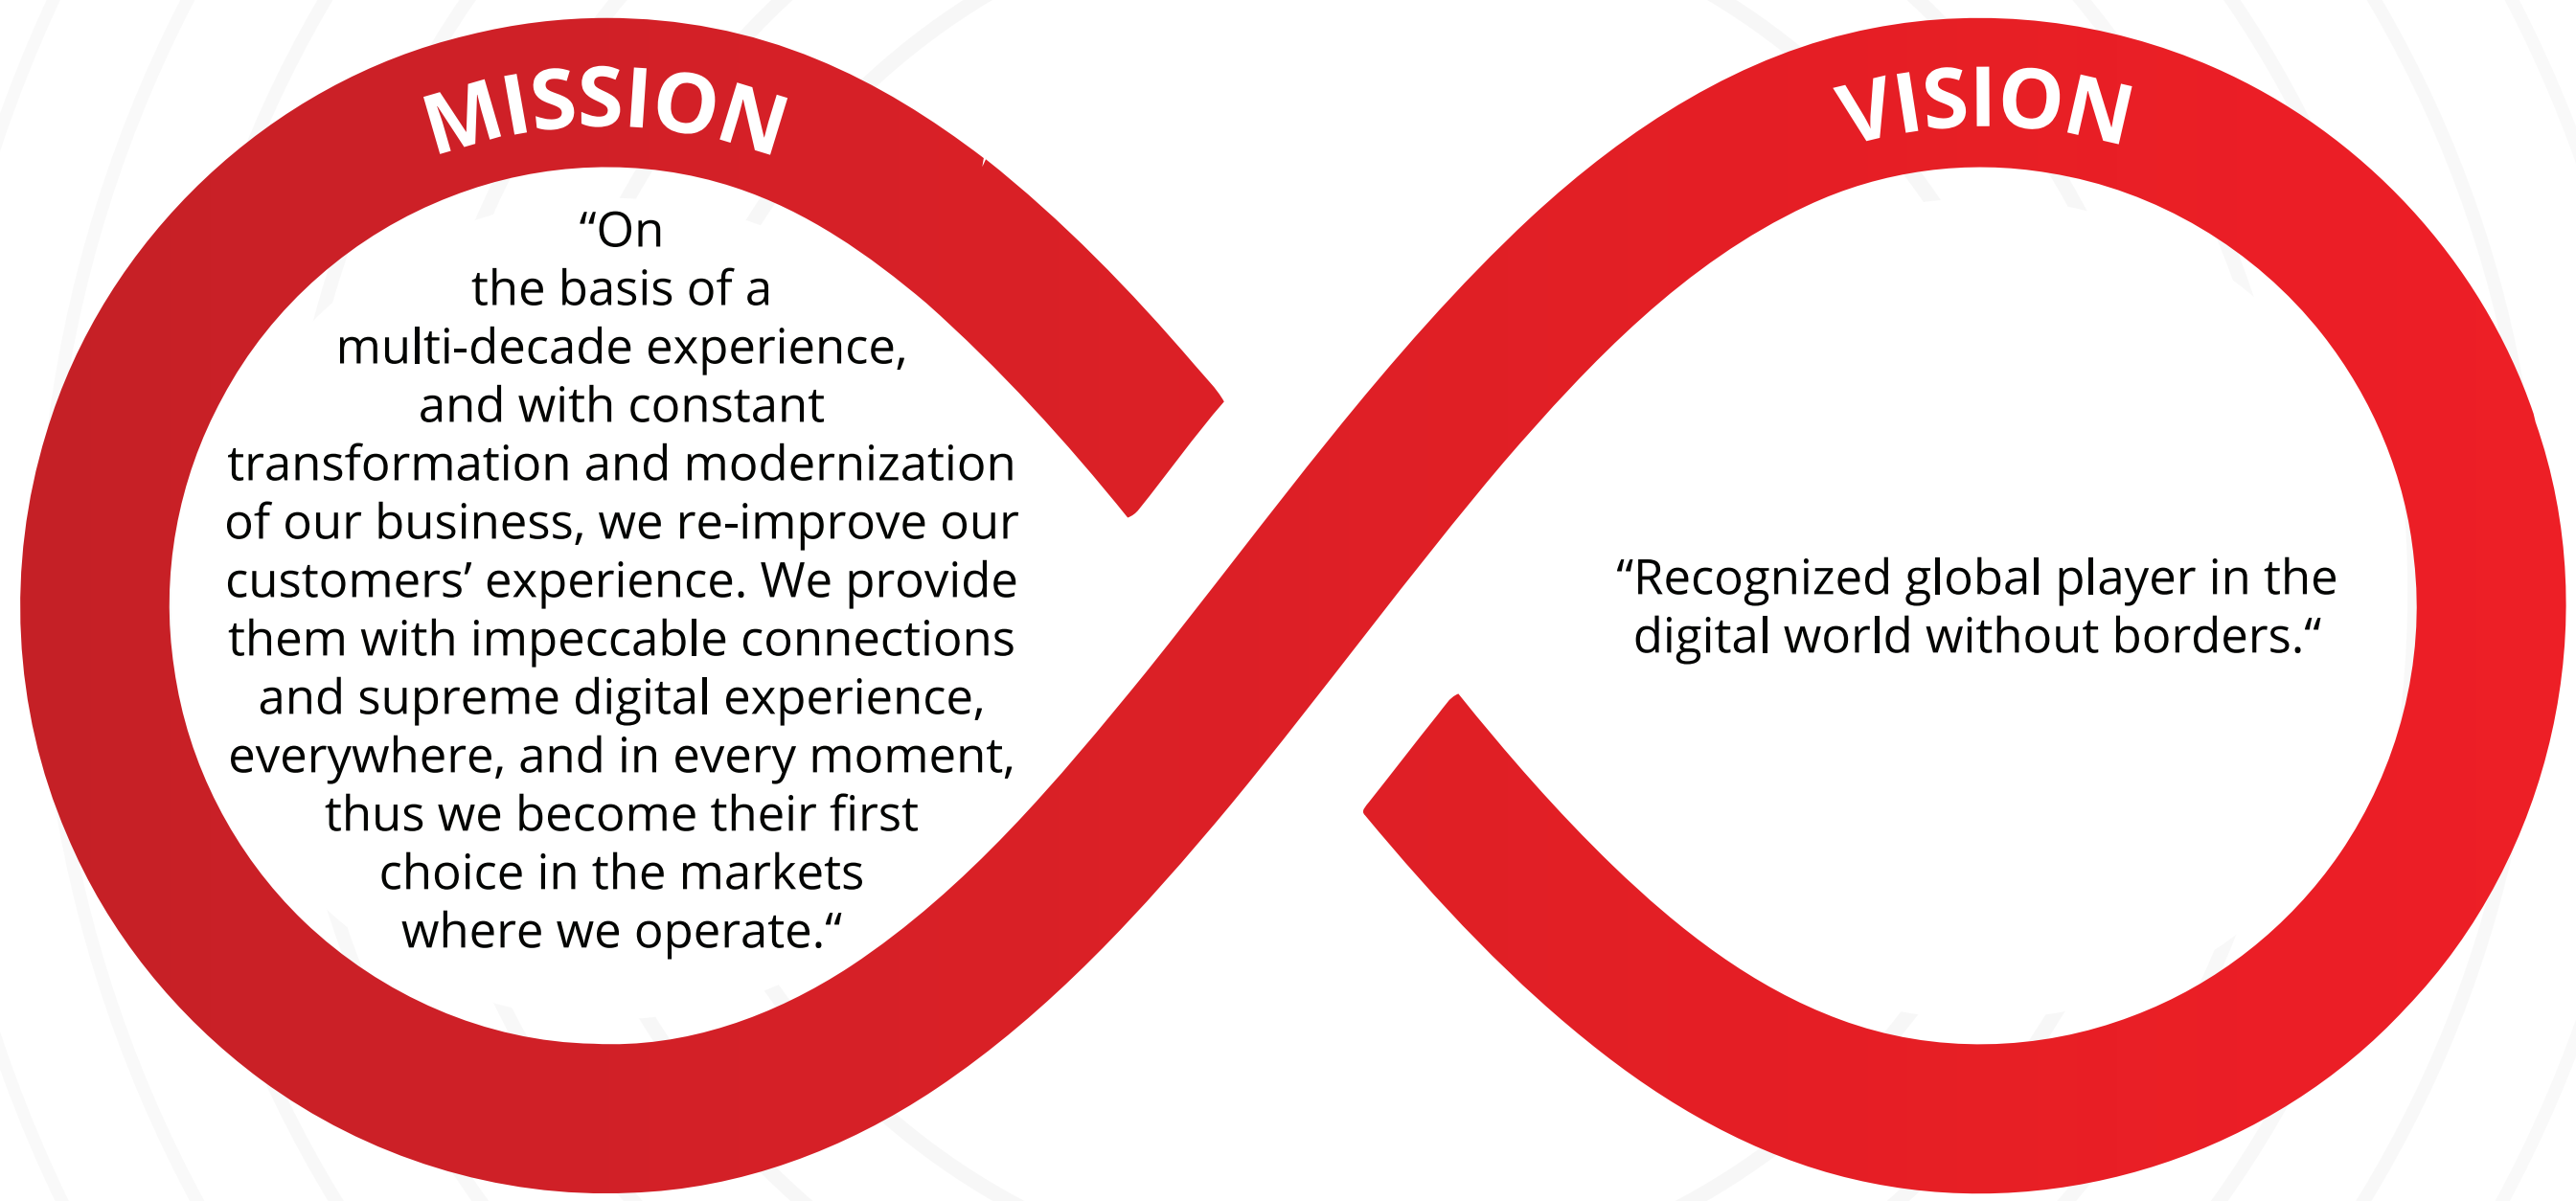 MISSION
“On
the basis of a
multi-decade experience,
and with constant
transformation and modernization
of our business, we re-improve our
customers’ experience. We provide
them with impeccable connections
and supreme digital experience,
everywhere, and in every moment,
thus we become their first
choice in the markets
where we operate.“
VISION
“Recognized global player in the
digital world without borders.“